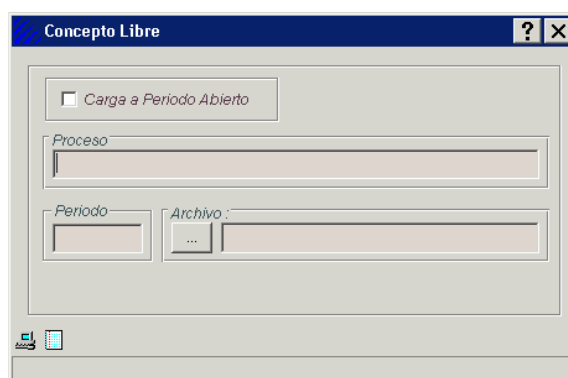 Concepto Libre
Carga a Periodo Abierto
Proceso
Periodo
Archivo :
...